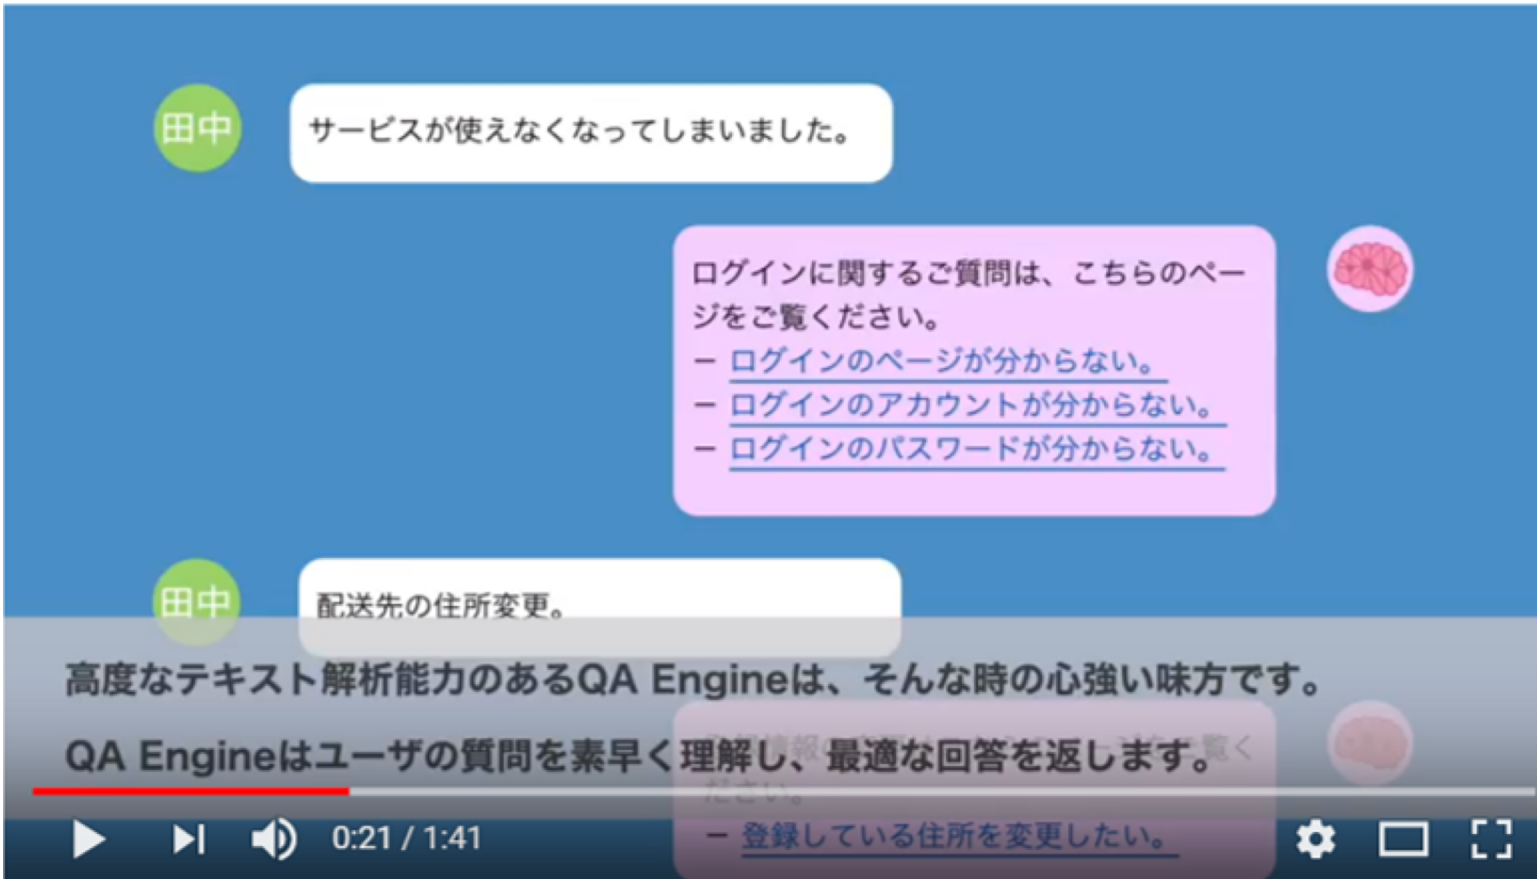 田中
サービスが使えなくなってしまいました。
ログインに関するご質問は、こちらのペー
ジをご覧ください。
– ログインのページが分からない。
– ログインのアカウントが分からない。
– ログインのパスワードが分からない。
田中
配送先の住所変更。
高度なテキスト解析能力のあるQA Engineは、そんな時の心強い味方です。
QA Engineはユーザの質問を素早く理解し、最適な回答を返します。
ださい。
– 登録している住所を変更したい。
0:21 / 1:41